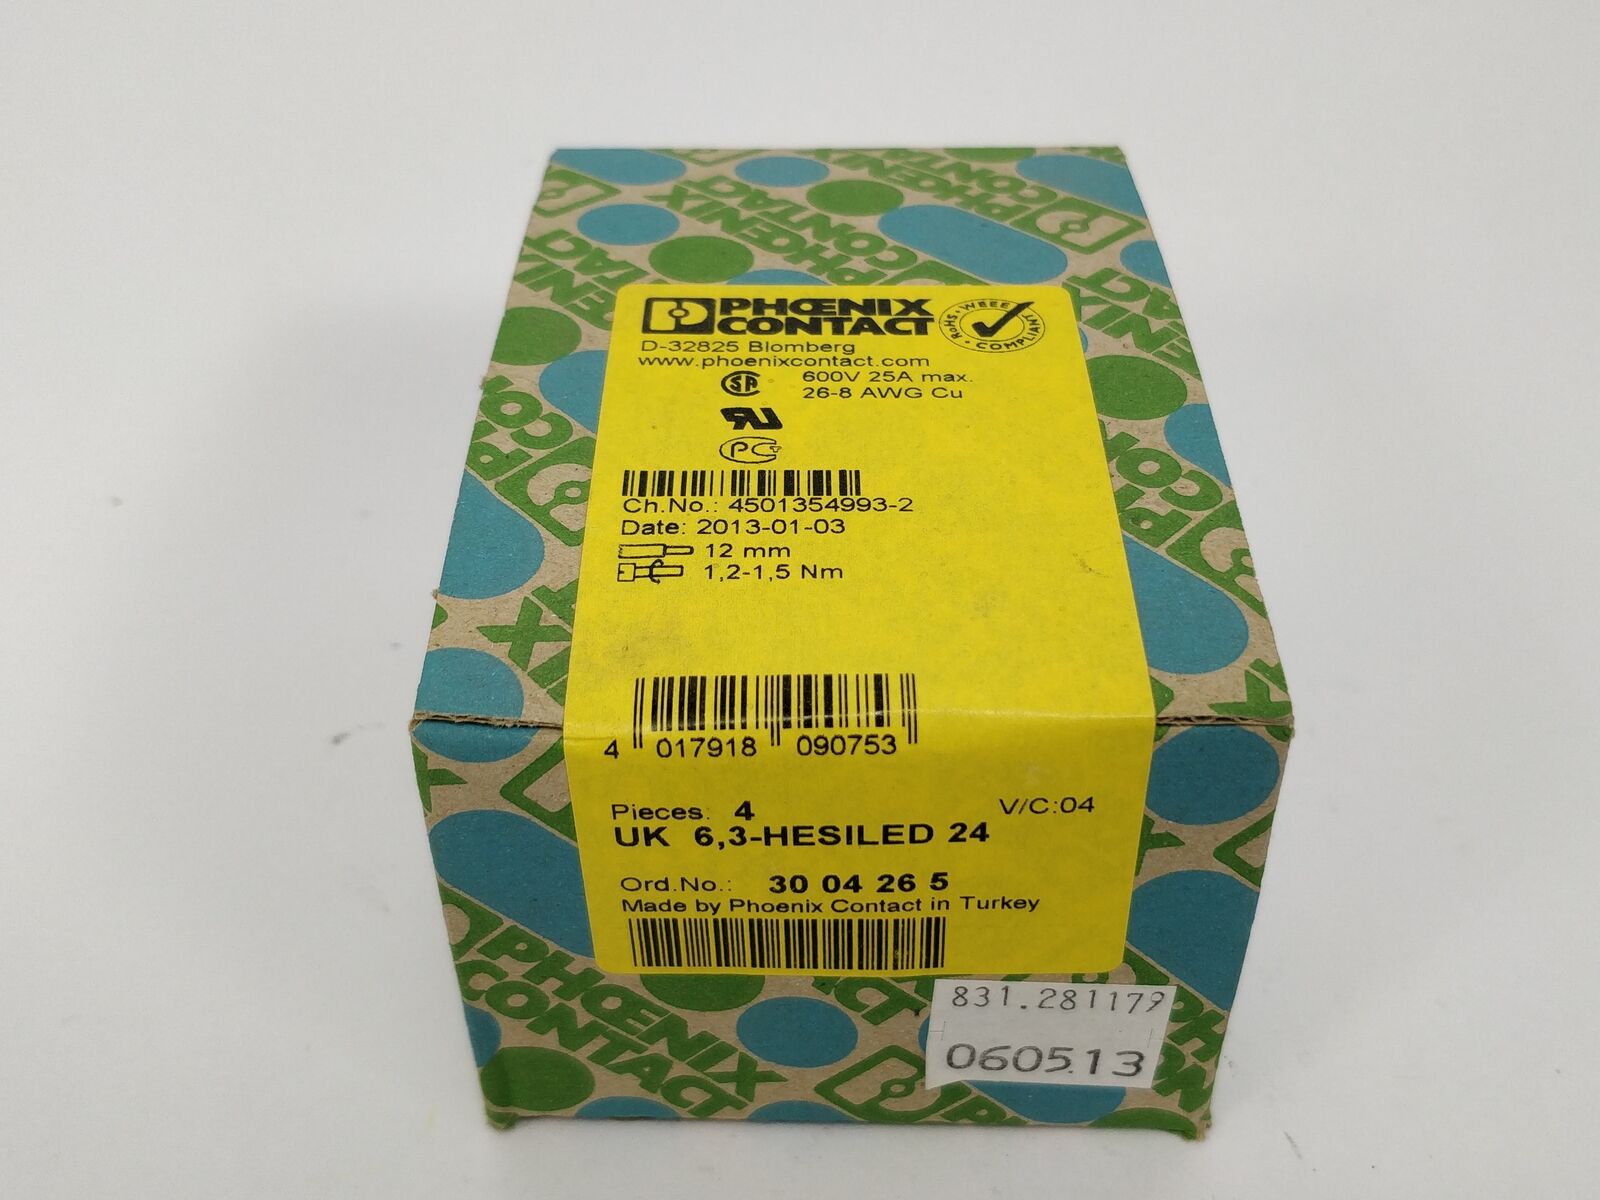 PHŒNIX
CONTACT
WEEE RoHS COMPLIANT
D-32825 Blomberg
www.phoenixcontact.com
600V 25A max.
26-8 AWG Cu
Ch.No.: 4501354993-2
Date: 2013-01-03
12 mm
1,2-1,5 Nm
4 017918 090753
Pieces: 4 V/C:04
UK 6,3-HESILED 24
Ord.No.: 30 04 26 5
Made by Phoenix Contact in Turkey
831.281179
060513
PHŒNIX
CONTACT